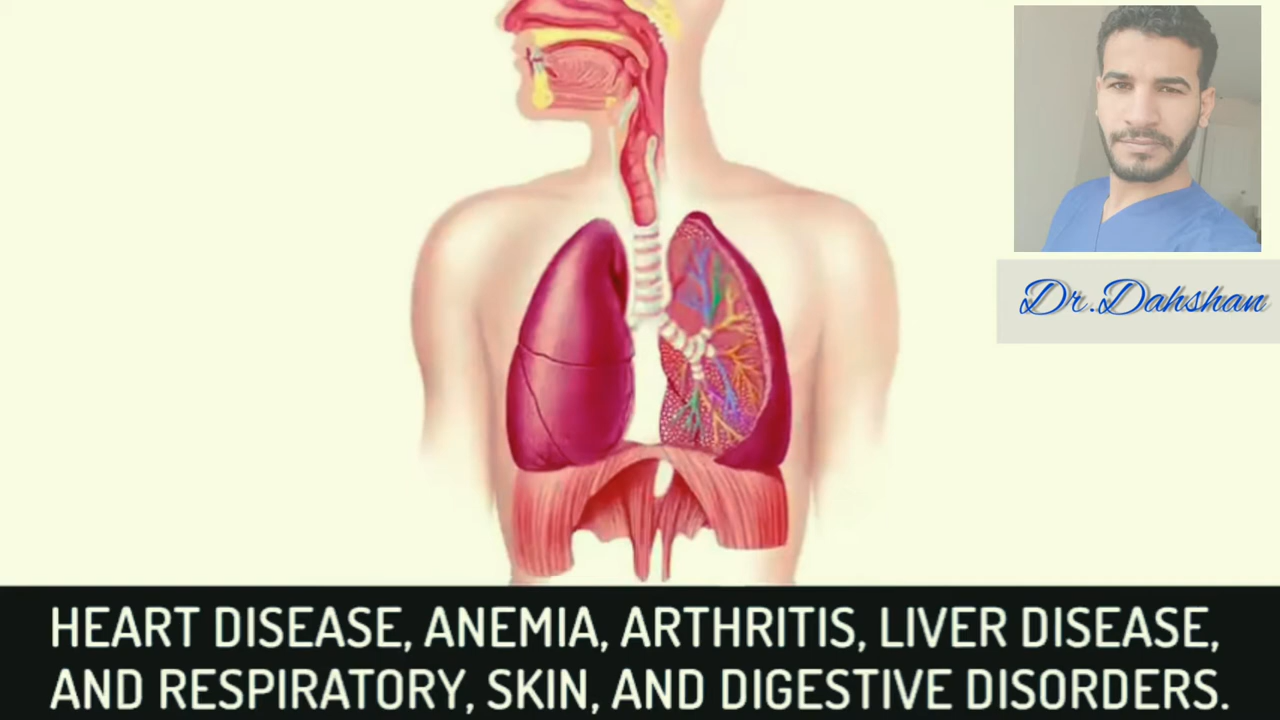 Dr.Dahshan
HEART DISEASE, ANEMIA, ARTHRITIS, LIVER DISEASE,
AND RESPIRATORY, SKIN, AND DIGESTIVE DISORDERS.